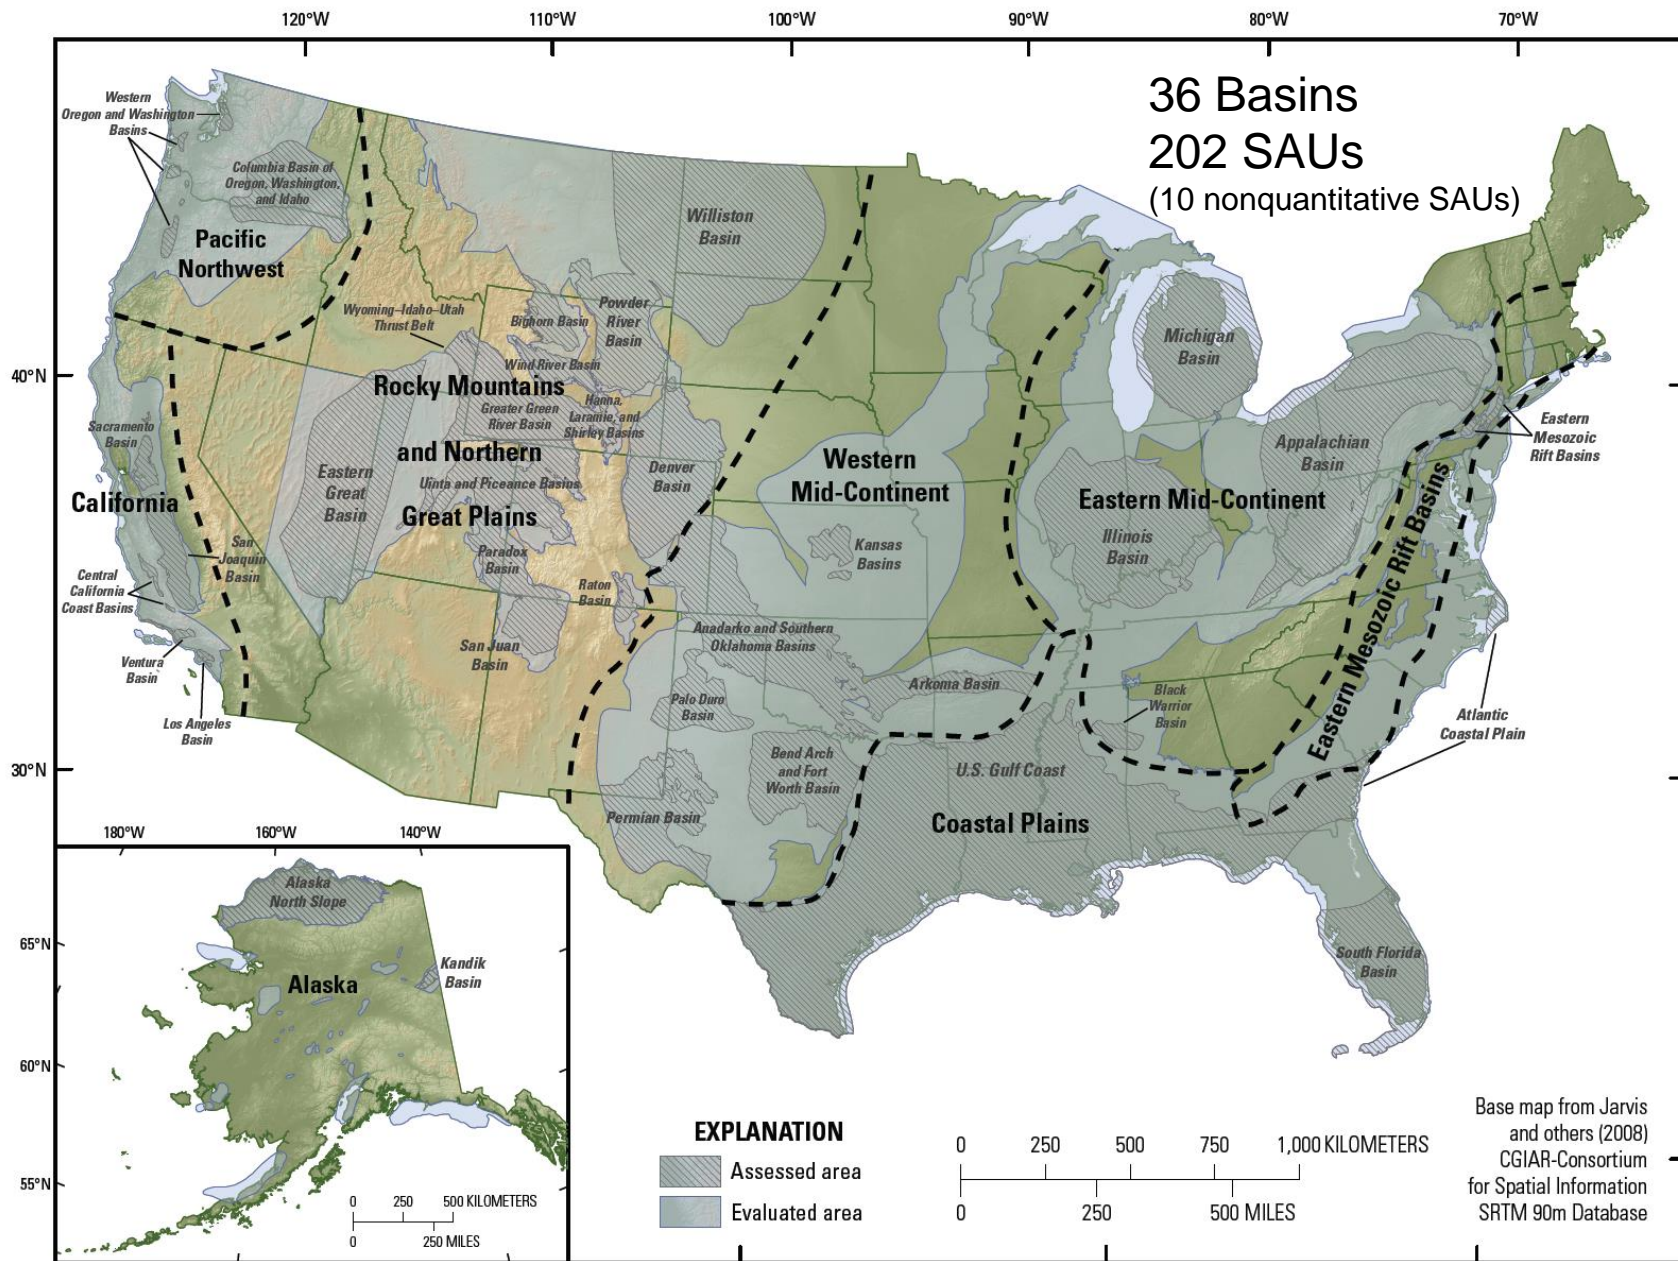 120°W
110°W
100°W
90°W
80°W
70°W
36 Basins
202 SAUs
(10 nonquantitative SAUs)
Western
Oregon and Washington
Basins
Columbia Basin of
Oregon, Washington,
and Idaho
Pacific
Northwest
Williston
Basin
Wyoming–Idaho–Utah
Thrust Belt
Bighorn Basin
Powder
River
Basin
Wind River Basin
Michigan
Basin
40°N
Rocky Mountains
and Northern
Great Plains
Greater Green
River Basin
Hanna,
Laramie, and
Shirley Basins
Sacramento
Basin
Eastern
Great
Basin
Uinta and Piceance Basins
Denver
Basin
Western
Mid-Continent
Eastern Mid-Continent
Appalachian
Basin
Eastern
Mesozoic
Rift Basins
California
San
Joaquin
Basin
Paradox
Basin
Kansas
Basins
Illinois
Basin
Eastern Mesozoic Rift Basins
Central
California
Coast Basins
Raton
Basin
San Juan
Basin
Anadarko and Southern
Oklahoma Basins
Ventura
Basin
Los Angeles
Basin
Palo Duro
Basin
Arkoma Basin
Black
Warrior
Basin
Atlantic
Coastal Plain
30°N
Bend Arch
and Fort
Worth Basin
U.S. Gulf Coast
Permian Basin
Coastal Plains
South Florida
Basin
180°W
160°W
140°W
Alaska
North Slope
65°N
Alaska
Kandik
Basin
60°N
55°N
0
250
500 KILOMETERS
0
250 MILES
EXPLANATION
Assessed area
Evaluated area
0
250
500
750
1,000 KILOMETERS
0
250
500 MILES
Base map from Jarvis
and others (2008)
CGIAR-Consortium
for Spatial Information
SRTM 90m Database